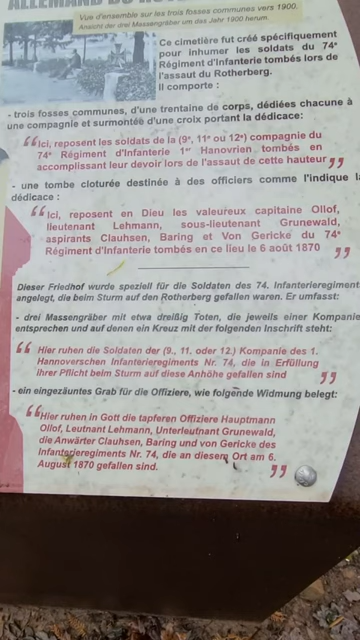 ALLEMAND DU
Vue d'ensemble sur les trois fosses communes vers 1900.
Ansicht der drei Massengräber um das Jahr 1900 herum.
Ce cimetière fut créé spécifiquement
pour inhumer les soldats du 74e
Régiment d'Infanterie tombés lors de
l'assaut du Rotherberg.
Il comporte :
- trois fosses communes, d'une trentaine de corps, dédiées chacune à
une compagnie et surmontée d'une croix portant la dédicace:
“Ici, reposent les soldats de la (9e, 11e ou 12e) compagnie du
74e Régiment d'Infanterie 1er Hanovrien tombés en
accomplissant leur devoir lors de l'assaut de cette hauteur”
- une tombe cloturée destinée à des officiers comme l'indique la
dédicace :
“Ici, reposent en Dieu les valeureux capitaine Ollof,
lieutenant Lehmann, sous-lieutenant Grunewald,
aspirants Clauhsen, Baring et Von Gericke du 74e
Régiment d'Infanterie tombés en ce lieu le 6 août 1870 ”
Dieser Friedhof wurde speziell für die Soldaten des 74. Infanterieregiments
angelegt, die beim Sturm auf den Rotherberg gefallen waren. Er umfasst:
- drei Massengräber mit etwa dreißig Toten, die jeweils einer Kompanie
entsprechen und auf denen ein Kreuz mit der folgenden Inschrift steht:
“ Hier ruhen die Soldaten der (9., 11. oder 12.) Kompanie des 1.
Hannoverschen Infanterieregiments Nr. 74, die in Erfüllung
ihrer Pflicht beim Sturm auf diese Anhöhe gefallen sind ”
- ein eingezäuntes Grab für die Offiziere, wie folgende Widmung belegt:
“Hier ruhen in Gott die tapferen Offiziere Hauptmann
Ollof, Leutnant Lehmann, Unterleutnant Grunewald,
die Anwärter Clauhsen, Baring und von Gericke des
Infanterieregiments Nr. 74, die an diesem Ort am 6.
August 1870 gefallen sind. ”